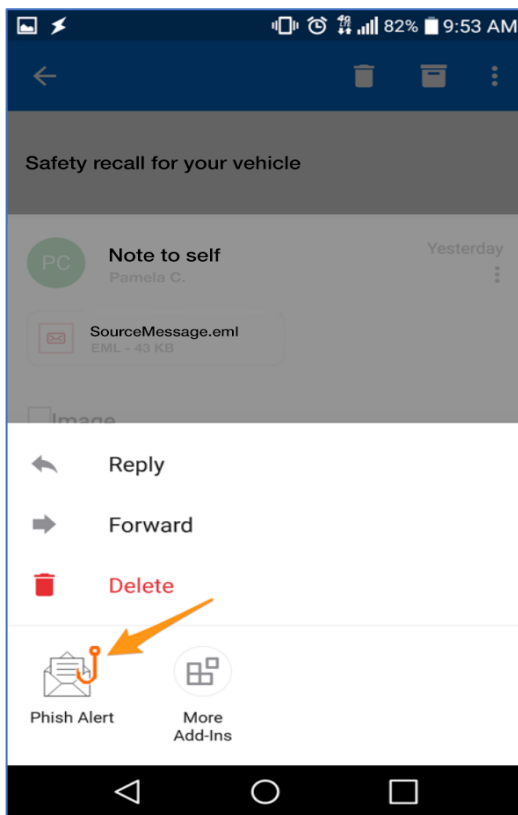 82% 9:53 AM
Safety recall for your vehicle
PC
Note to self
Yesterday
Pamela C.
SourceMessage.eml
EML - 43 KB
Image
Reply
Forward
Delete
Phish Alert
More
Add-Ins